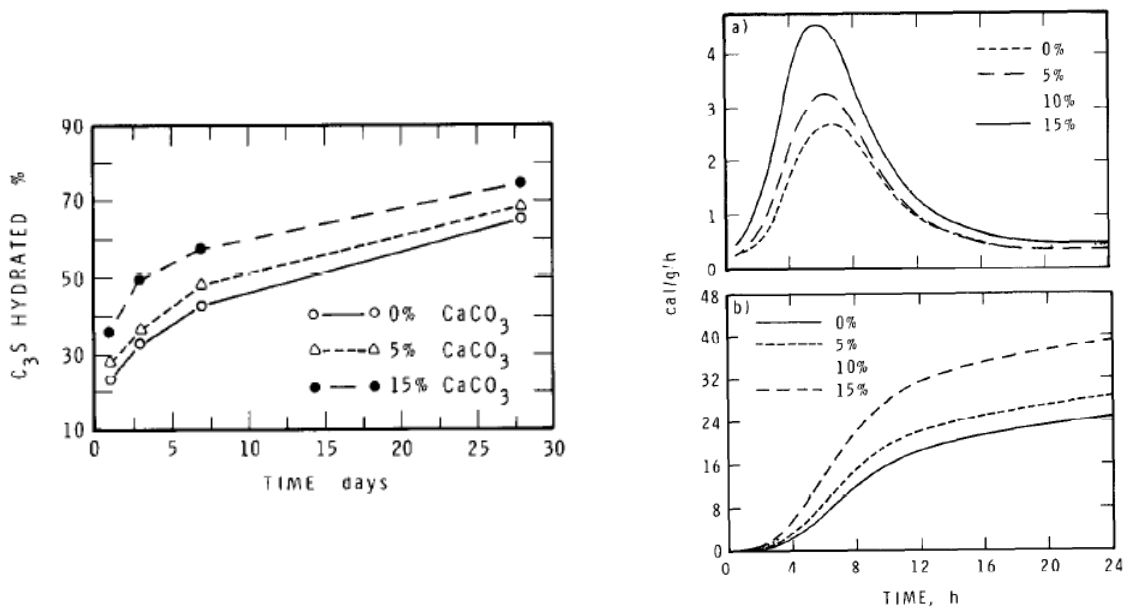 90
70
50
30
10
C3S HYDRATED %
0% CaCO3
5% CaCO3
15% CaCO3
0 5 10 15 20 25 30
TIME days
a)
4
3
2
1
0
0%
5%
10%
15%
cal/g/h
b)
48
40
32
24
16
8
0
0%
5%
10%
15%
0 4 8 12 16 20 24
TIME, h